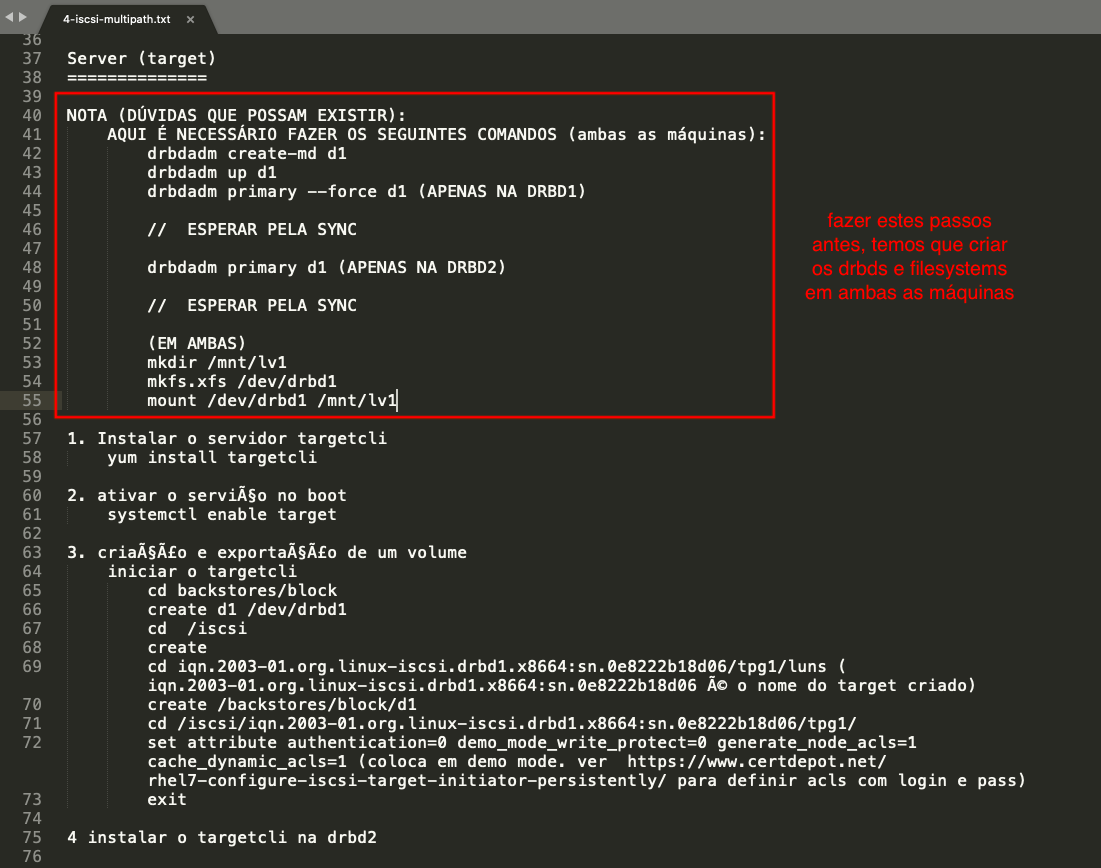 4-iscsi-multipath.txt ×
36
37 Server (target)
38 ==============
39
40 NOTA (DÚVIDAS QUE POSSAM EXISTIR):
41 AQUI É NECESSÁRIO FAZER OS SEGUINTES COMANDOS (ambas as máquinas):
42 drbdadm create-md d1
43 drbdadm up d1
44 drbdadm primary --force d1 (APENAS NA DRBD1)
45
46 // ESPERAR PELA SYNC
47
48 drbdadm primary d1 (APENAS NA DRBD2)
49
50 // ESPERAR PELA SYNC
51
52 (EM AMBAS)
53 mkdir /mnt/lv1
54 mkfs.xfs /dev/drbd1
55 mount /dev/drbd1 /mnt/lv1
fazer estes passos
antes, temos que criar
os drbds e filesystems
em ambas as máquinas
56
57 1. Instalar o servidor targetcli
58 yum install targetcli
59
60 2. ativar o serviÃ§o no boot
61 systemctl enable target
62
63 3. criaÃ§Ã£o e exportaÃ§Ã£o de um volume
64 iniciar o targetcli
65 cd backstores/block
66 create d1 /dev/drbd1
67 cd  /iscsi
68 create
69 cd iqn.2003-01.org.linux-iscsi.drbd1.x8664:sn.0e8222b18d06/tpg1/luns (
iqn.2003-01.org.linux-iscsi.drbd1.x8664:sn.0e8222b18d06 Ã© o nome do target criado)
70 create /backstores/block/d1
71 cd /iscsi/iqn.2003-01.org.linux-iscsi.drbd1.x8664:sn.0e8222b18d06/tpg1/
72 set attribute authentication=0 demo_mode_write_protect=0 generate_node_acls=1
cache_dynamic_acls=1 (coloca em demo mode. ver  https://www.certdepot.net/
rhel7-configure-iscsi-target-initiator-persistently/ para definir acls com login e pass)
73 exit
74
75 4 instalar o targetcli na drbd2
76